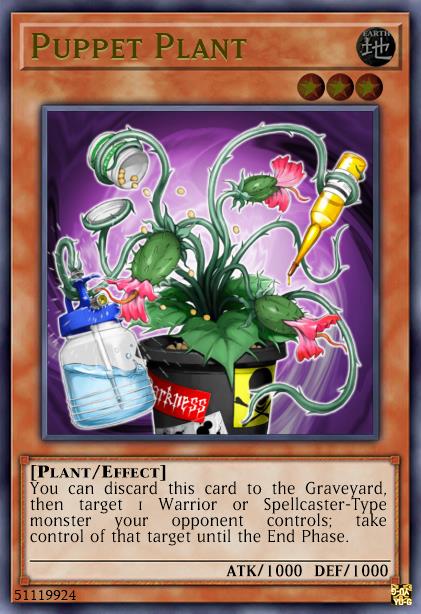 PUPPET PLANT
EARTH
地
arkness
[PLANT/EFFECT]
You can discard this card to the Graveyard,
then target 1 Warrior or Spellcaster-Type
monster your opponent controls; take
control of that target until the End Phase.
ATK/1000 DEF/1000
51119924